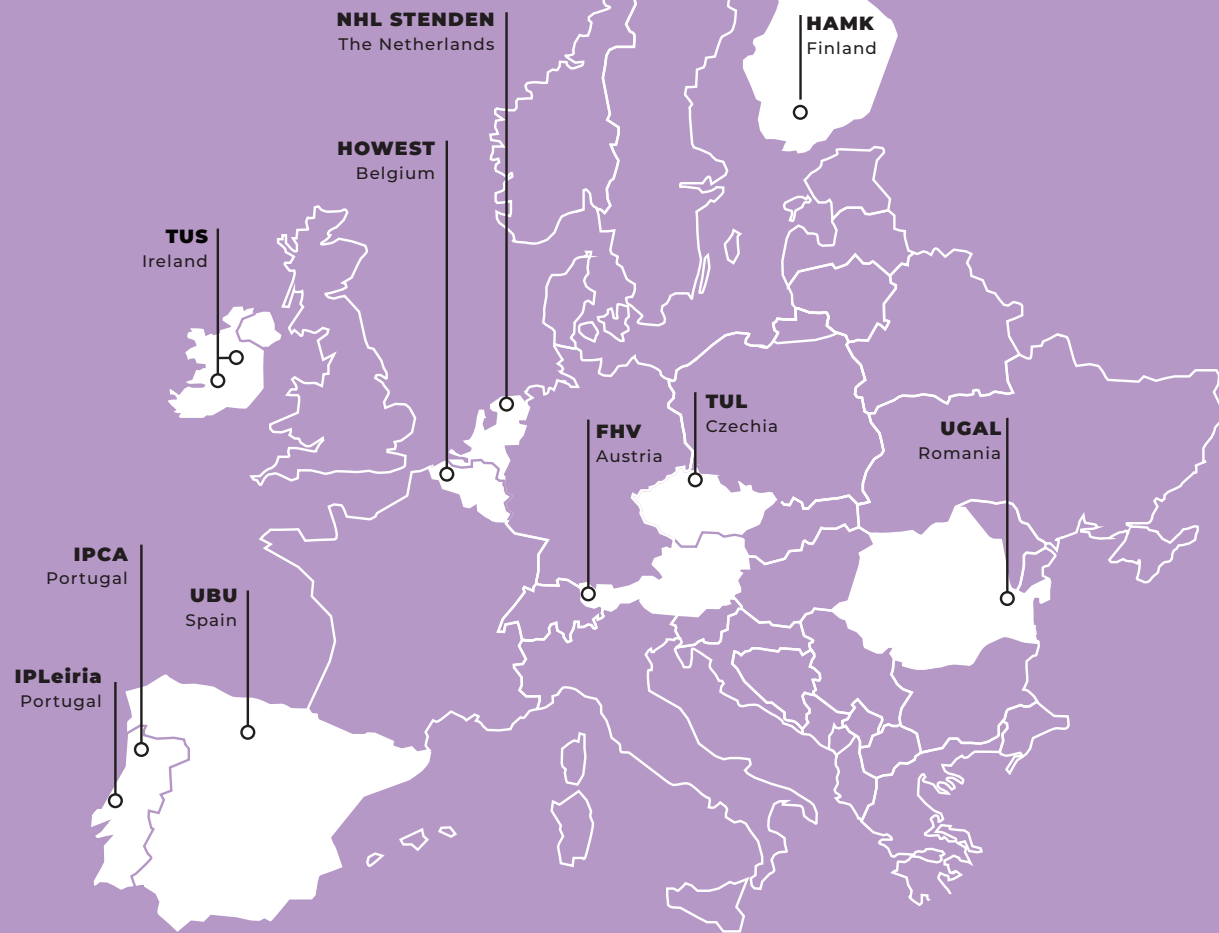 NHL STENDEN
The Netherlands
HAMK
Finland
HOWEST
Belgium
TUS
Ireland
TUL
Czechia
FHV
Austria
UGAL
Romania
IPCA
Portugal
UBU
Spain
IPLeiria
Portugal